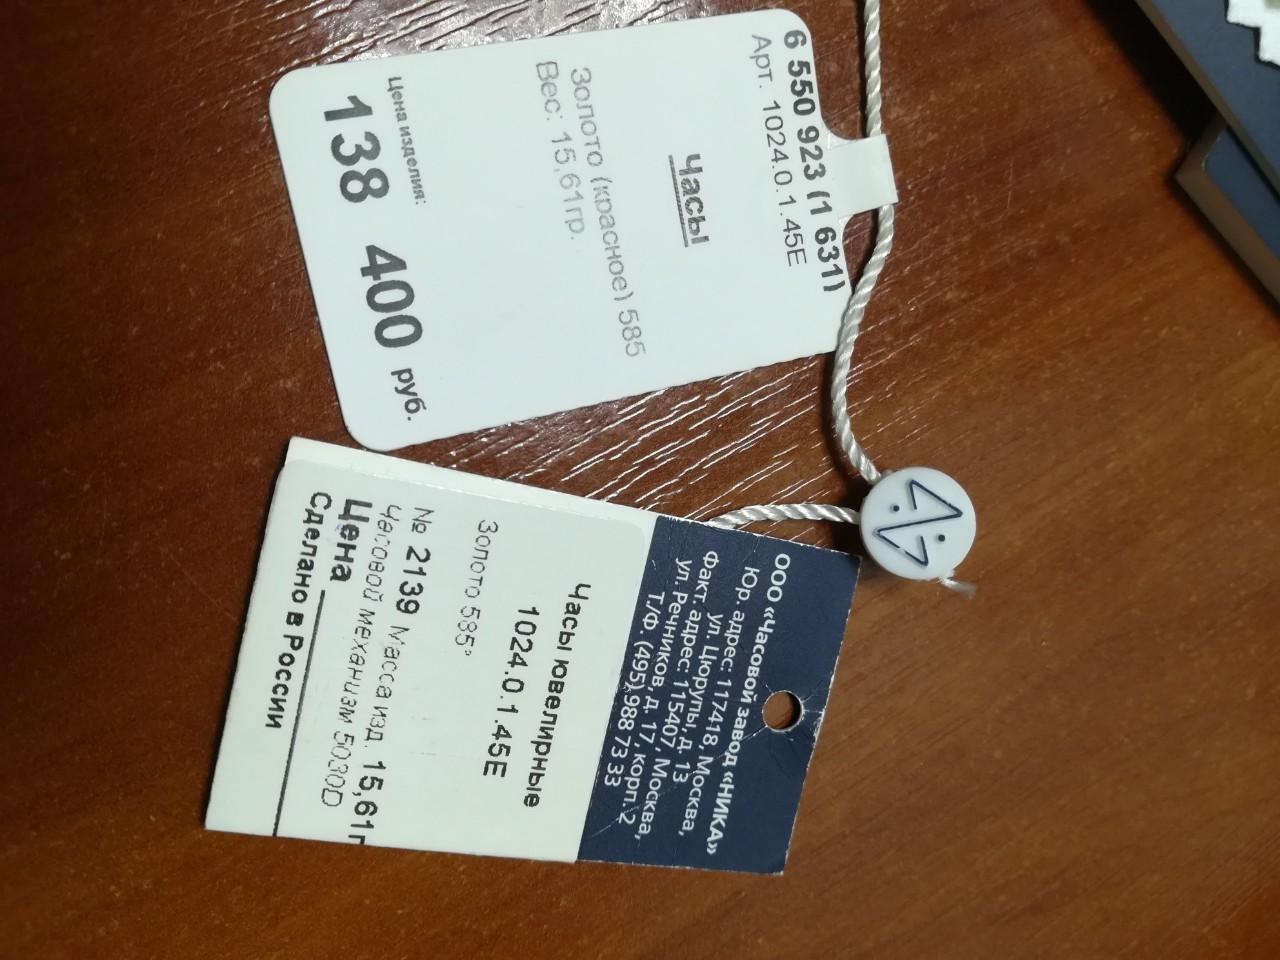 6 550 923 (1 631)
Арт. 1024.0.1.45Е
Часы
Золото (красное) 585
Вес: 15,61гр.
Цена изделия:
138 400 руб.
ООО «Часовой завод «НИКА»
Юр. адрес: 117418, Москва,
ул. Цюрупы, д. 13
Факт. адрес: 115407, Москва,
ул. Речников, д. 17, корп. 2
Т/Ф. (495) 988 73 33
Часы ювелирные
1024.0.1.45Е
Золото 585°
№ 2139 Масса изд. 15,61г
Часовой механизм 5030D
Цена
Сделано в России